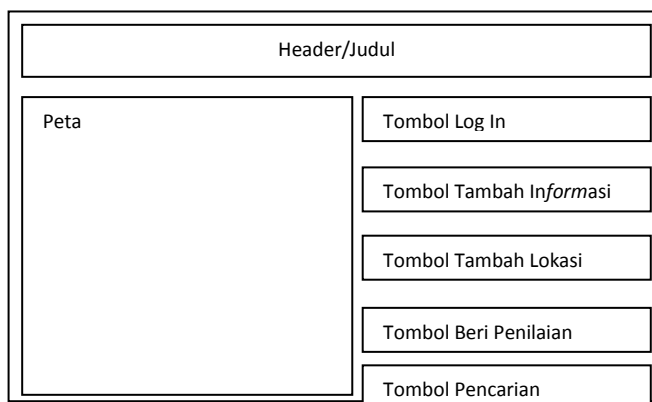 Header/Judul
Peta
Tombol Log In
Tombol Tambah Informasi
Tombol Tambah Lokasi
Tombol Beri Penilaian
Tombol Pencarian